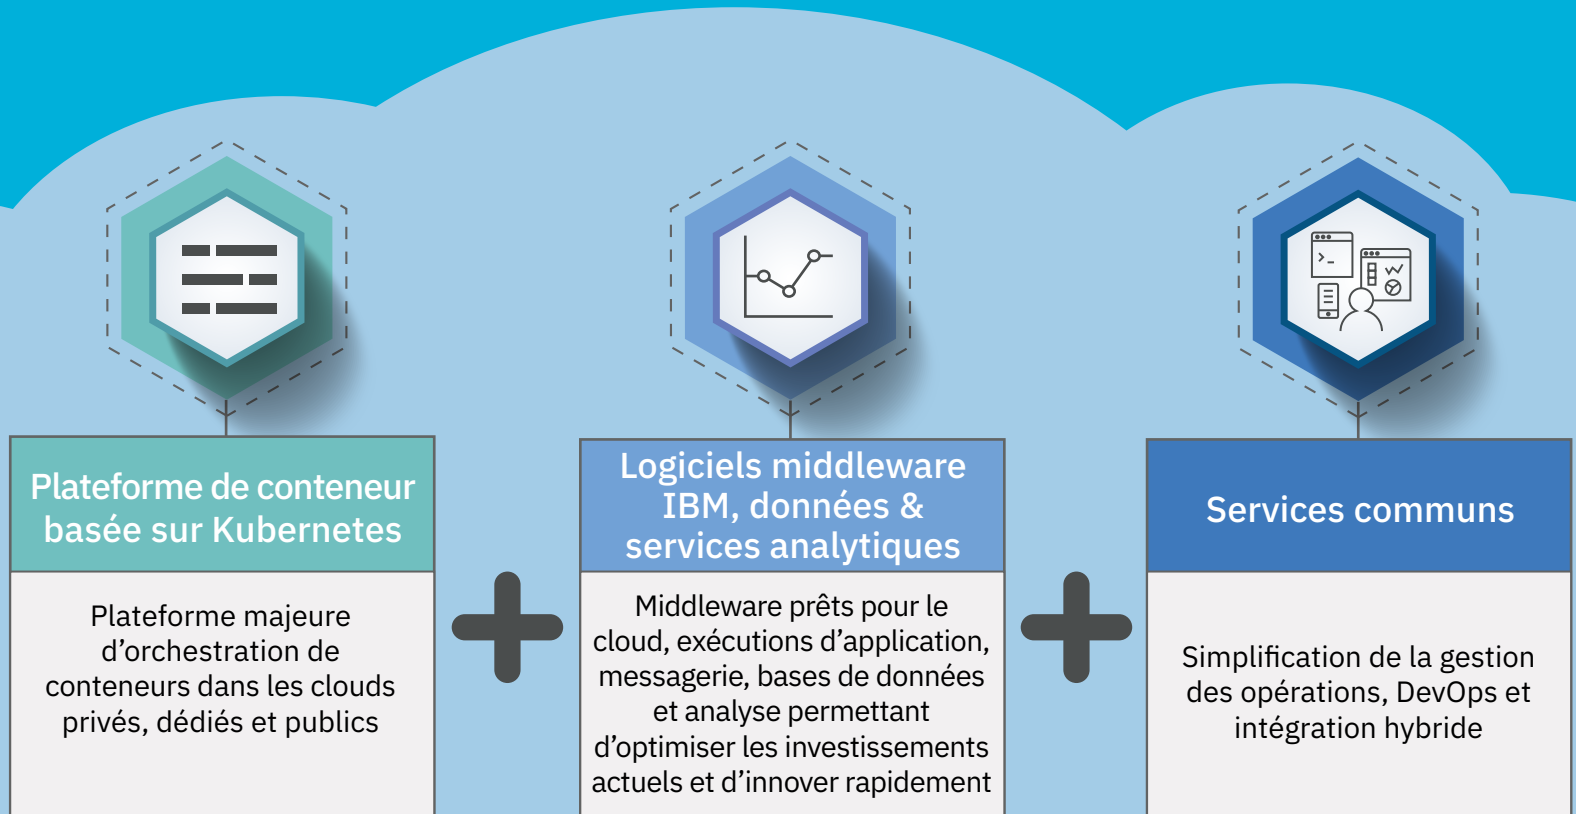 Plateforme de conteneur
basée sur Kubernetes
Plateforme majeure
d’orchestration de
conteneurs dans les clouds
privés, dédiés et publics
Logiciels middleware
IBM, données &
services analytiques
Middleware prêts pour le
cloud, exécutions d’application,
messagerie, bases de données
et analyse permettant
d’optimiser les investissements
actuels et d’innover rapidement
Services communs
Simplification de la gestion
des opérations, DevOps et
intégration hybride